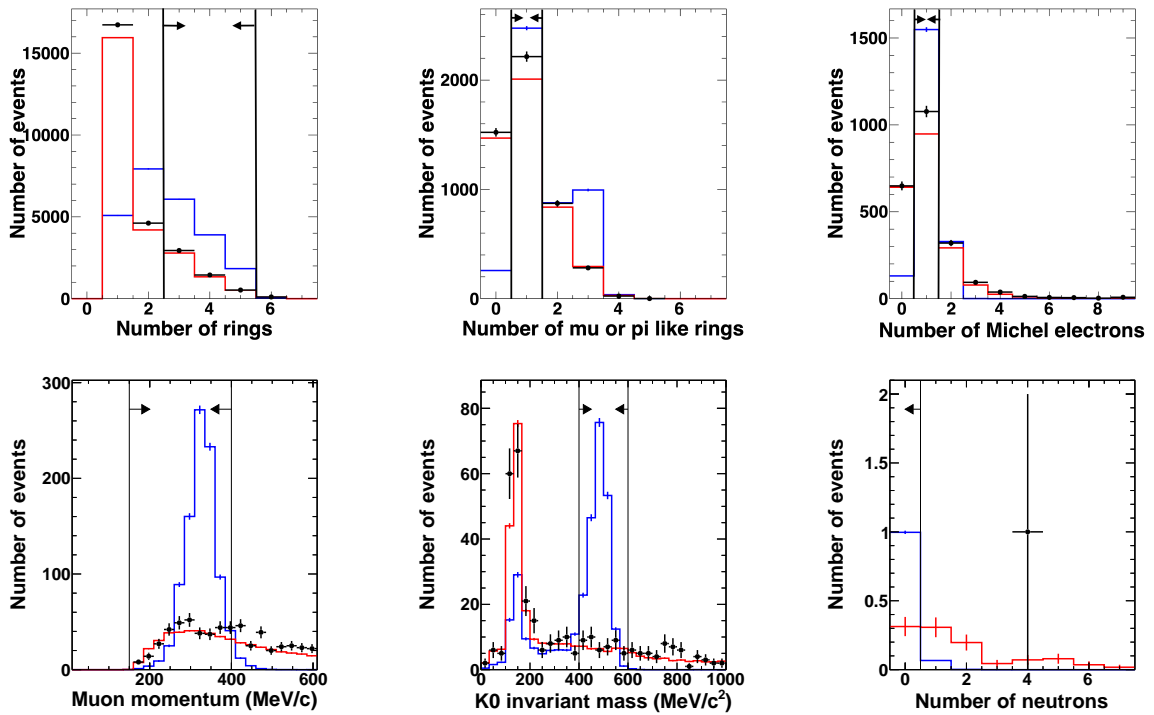 Number of events
15000
10000
5000
0
0 2 4 6
Number of rings
Number of events
2000
1000
0
0 2 4 6
Number of mu or pi like rings
Number of events
1500
1000
500
0
0 2 4 6 8
Number of Michel electrons
Number of events
300
200
100
0
0 200 400 600
Muon momentum (MeV/c)
Number of events
80
60
40
20
0
0 200 400 600 800 1000
K0 invariant mass (MeV/c²)
Number of events
2
1.5
1
0.5
0
0 2 4 6
Number of neutrons